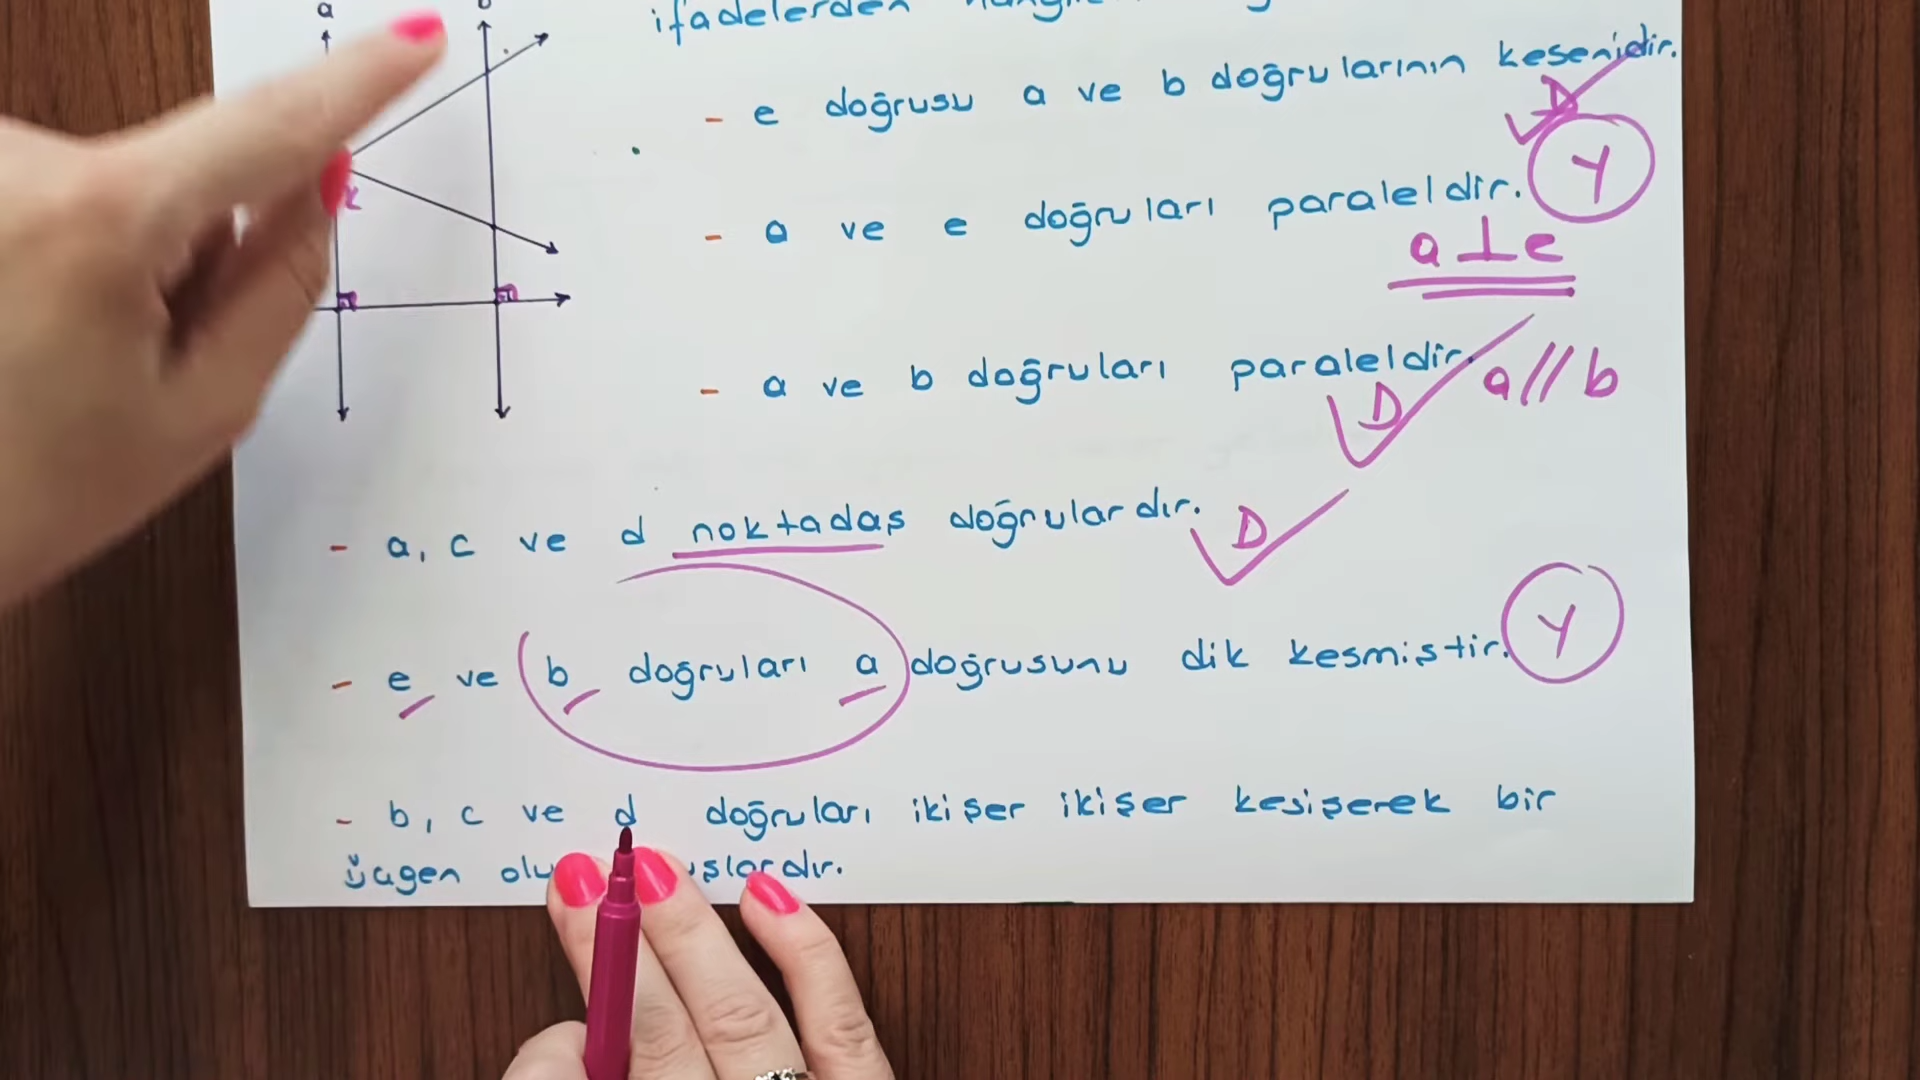 a
ifadelerden
- e doğrusu a ve b doğrularının kesenidir.
D
Y
- a ve e doğruları paraleldir.
a ⊥ e
- a ve b doğruları paraleldir.
D
a // b
K
- a, c ve d noktadaş doğrulardır.
D
- e ve b doğruları a doğrusunu dik kesmiştir.
Y
- b, c ve d doğruları ikişer ikişer kesişerek bir
üçgen